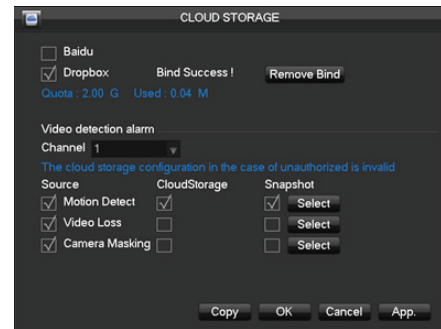 CLOUD STORAGE
Baidu
Dropbox Bind Success ! Remove Bind
Quota : 2.00 G Used : 0.04 M
Video detection alarm
Channel 1
The cloud storage configuration in the case of unauthorized is invalid
Source CloudStorage Snapshot
Motion Detect Select
Video Loss Select
Camera Masking Select
Copy OK Cancel App.